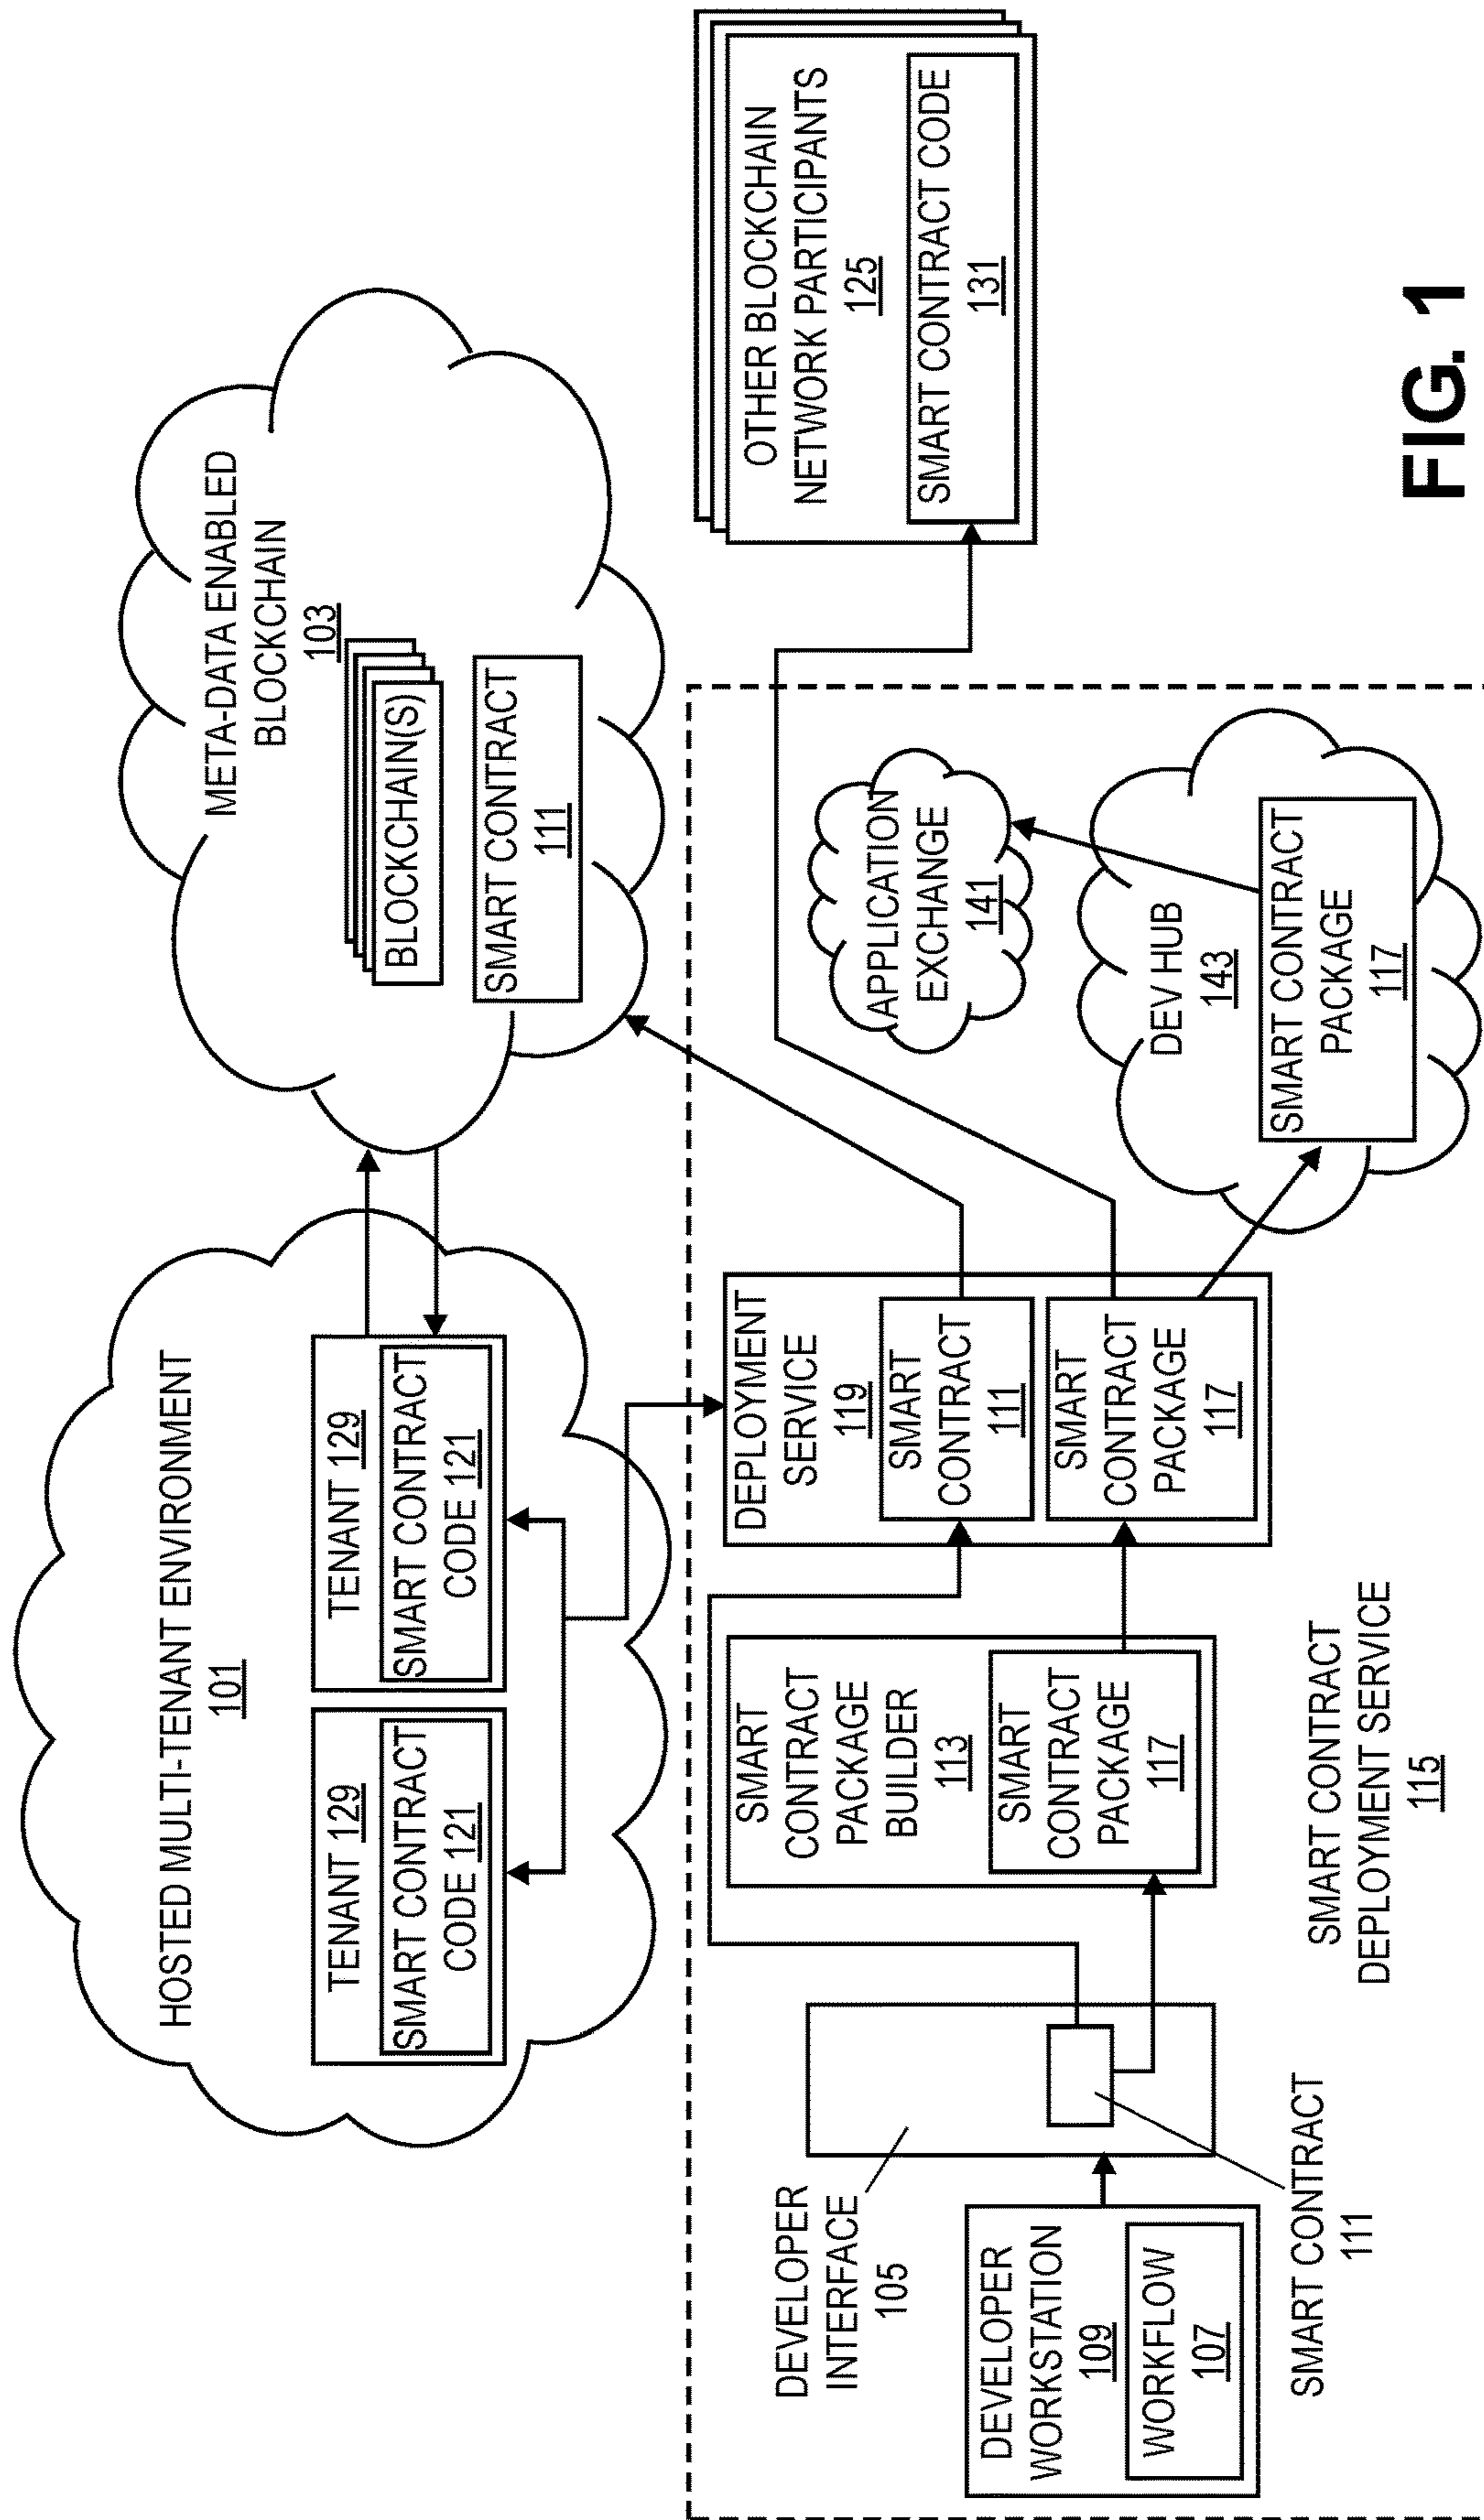 HOSTED MULTI-TENANT ENVIRONMENT
101
TENANT 129
SMART CONTRACT
CODE 121
TENANT 129
SMART CONTRACT
CODE 121
META-DATA ENABLED
BLOCKCHAIN
103
BLOCKCHAIN(S)
SMART CONTRACT
111
DEVELOPER
INTERFACE
105
DEVELOPER
WORKSTATION
109
WORKFLOW
107
SMART CONTRACT
111
SMART
CONTRACT
PACKAGE
BUILDER
113
SMART
CONTRACT
PACKAGE
117
SMART CONTRACT
DEPLOYMENT SERVICE
115
DEPLOYMENT
SERVICE
119
SMART
CONTRACT
111
SMART
CONTRACT
PACKAGE
117
APPLICATION
EXCHANGE
141
DEV HUB
143
SMART CONTRACT
PACKAGE
117
OTHER BLOCKCHAIN
NETWORK PARTICIPANTS
125
SMART CONTRACT CODE
131
FIG. 1